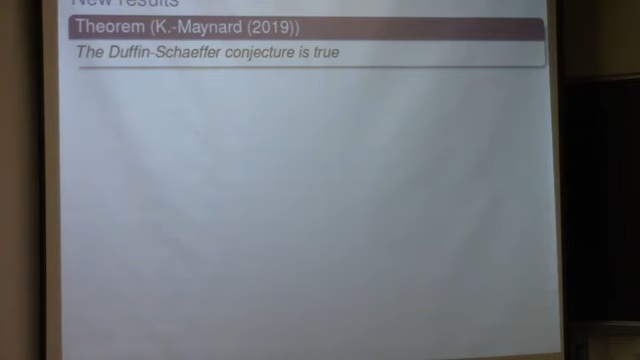 New results
Theorem (K.-Maynard (2019))
The Duffin-Schaeffer conjecture is true